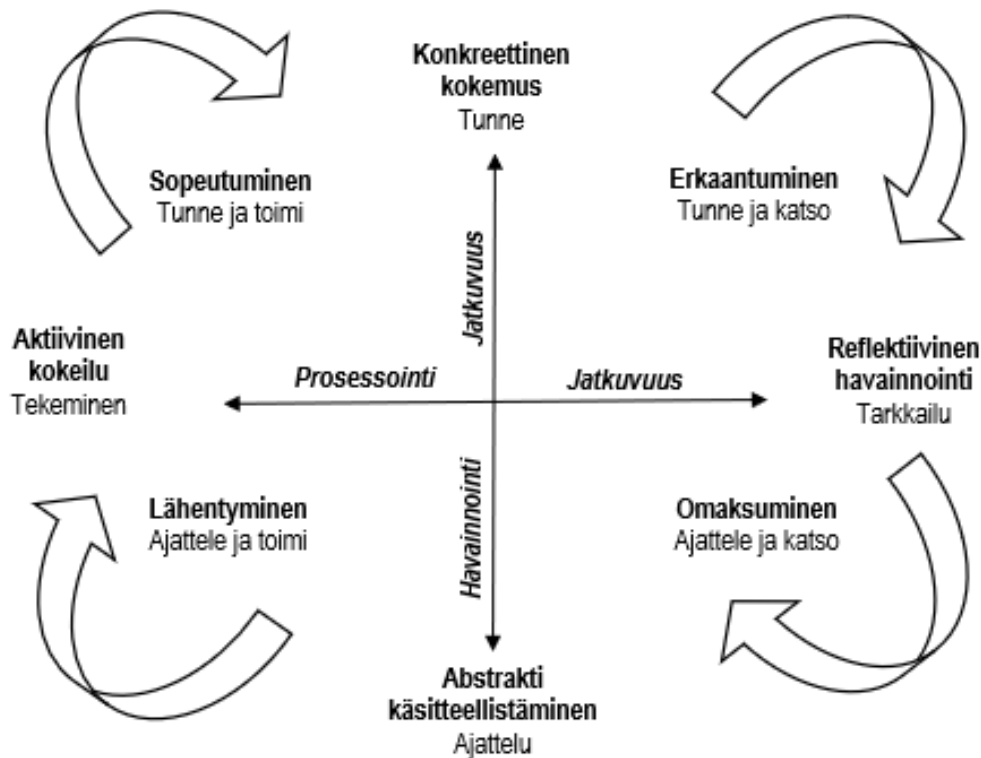 Konkreettinen
kokemus
Tunne
Sopeutuminen
Tunne ja toimi
Erkaantuminen
Tunne ja katso
Jatkuvuus
Aktiivinen
kokeilu
Tekeminen
Prosessointi
Jatkuvuus
Reflektiivinen
havainnointi
Tarkkailu
Havainnointi
Lähentyminen
Ajattele ja toimi
Omaksuminen
Ajattele ja katso
Abstrakti
käsitteellistäminen
Ajattelu